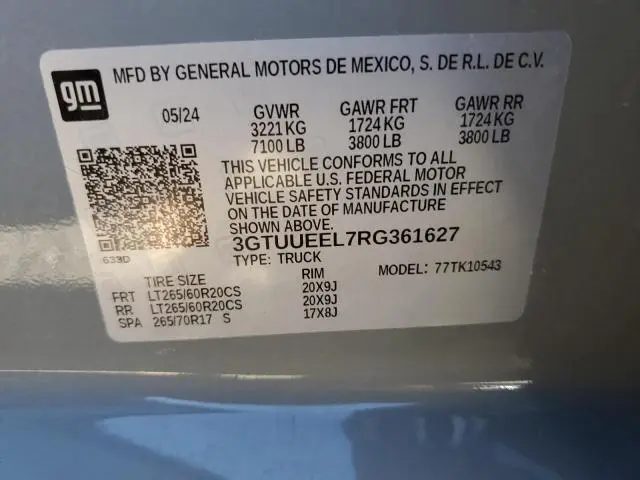 gm
MFD BY GENERAL MOTORS DE MEXICO, S. DE R.L. DE C.V.
05/24 GVWR GAWR FRT GAWR RR
3221 KG 1724 KG 1724 KG
7100 LB 3800 LB 3800 LB
THIS VEHICLE CONFORMS TO ALL
APPLICABLE U.S. FEDERAL MOTOR
VEHICLE SAFETY STANDARDS IN EFFECT
ON THE DATE OF MANUFACTURE
SHOWN ABOVE.
633D
3GTUUEEL7RG361627
TYPE: TRUCK MODEL: 77TK10543
TIRE SIZE RIM
FRT LT265/60R20CS 20X9J
RR LT265/60R20CS 20X9J
SPA 265/70R17 S 17X8J